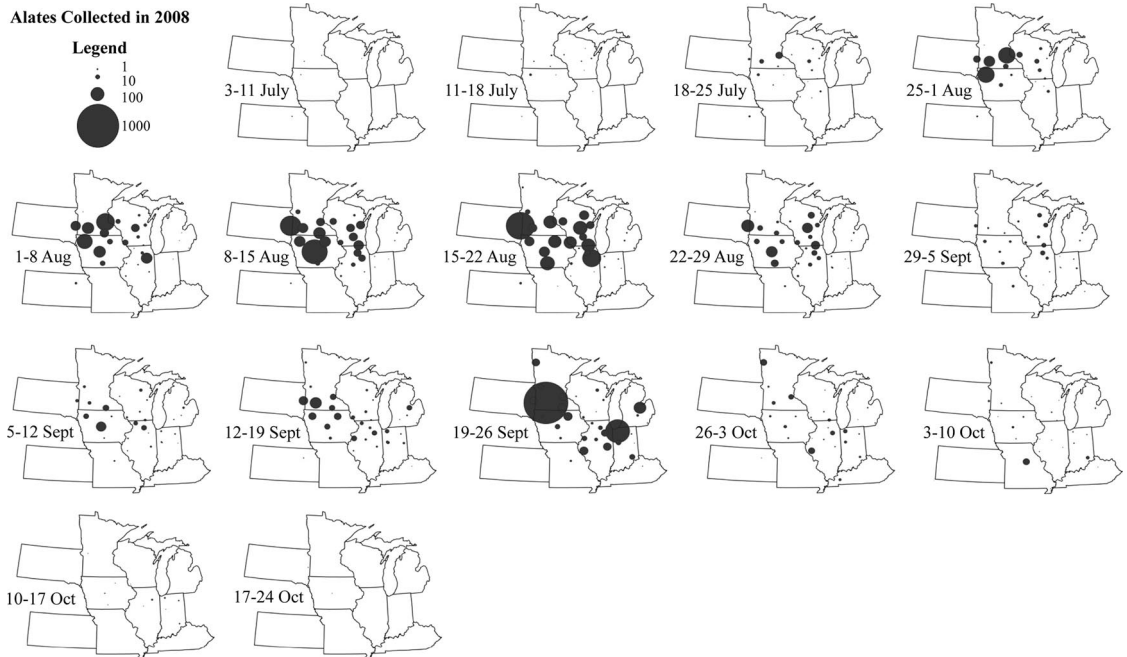 Alates Collected in 2008
Legend
1
10
100
1000
3-11 July
11-18 July
18-25 July
25-1 Aug
1-8 Aug
8-15 Aug
15-22 Aug
22-29 Aug
29-5 Sept
5-12 Sept
12-19 Sept
19-26 Sept
26-3 Oct
3-10 Oct
10-17 Oct
17-24 Oct